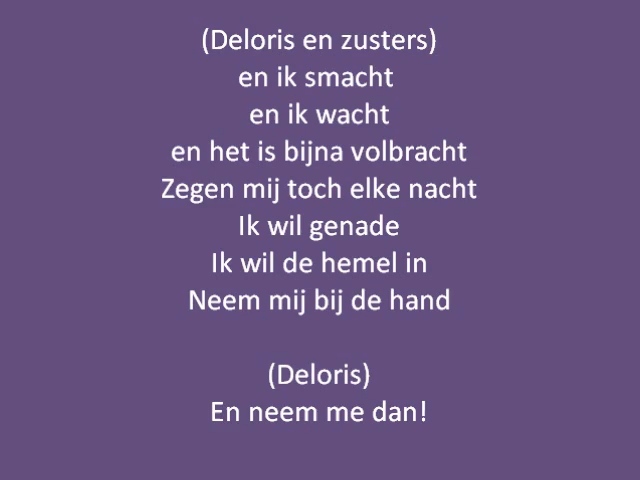 (Deloris en zusters)
en ik smacht
en ik wacht
en het is bijna volbracht
Zegen mij toch elke nacht
Ik wil genade
Ik wil de hemel in
Neem mij bij de hand
(Deloris)
En neem me dan!